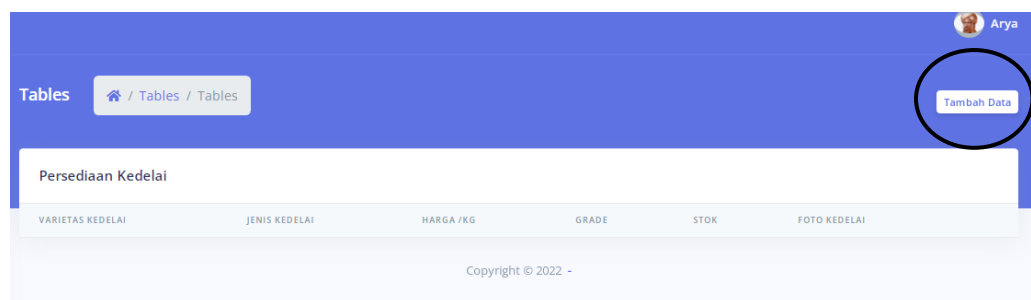 Arya
Tables / Tables / Tables
Tambah Data
Persediaan Kedelai
VARIETAS KEDELAI JENIS KEDELAI HARGA /KG GRADE STOK FOTO KEDELAI
Copyright © 2022 -